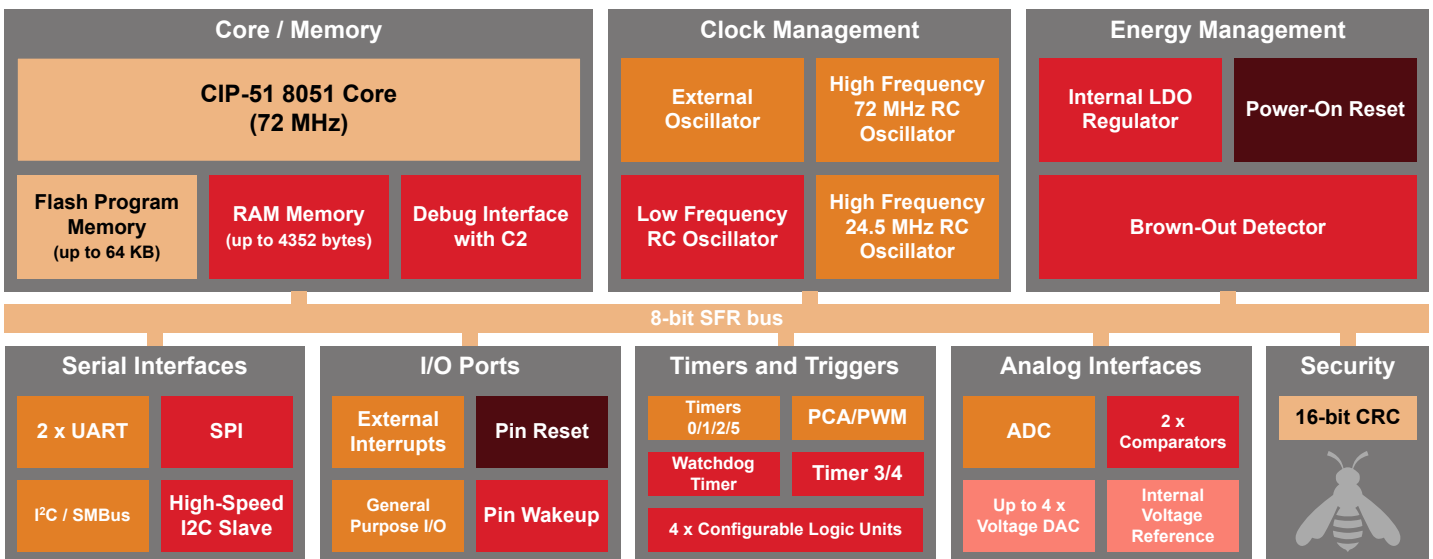 Core / Memory
CIP-51 8051 Core
(72 MHz)
Flash Program
Memory
(up to 64 KB)
RAM Memory
(up to 4352 bytes)
Debug Interface
with C2
Clock Management
External
Oscillator
High Frequency
72 MHz RC
Oscillator
Low Frequency
RC Oscillator
High Frequency
24.5 MHz RC
Oscillator
Energy Management
Internal LDO
Regulator
Power-On Reset
Brown-Out Detector
8-bit SFR bus
Serial Interfaces
2 x UART
SPI
I²C / SMBus
High-Speed
I2C Slave
I/O Ports
External
Interrupts
Pin Reset
General
Purpose I/O
Pin Wakeup
Timers and Triggers
Timers
0/1/2/5
PCA/PWM
Watchdog
Timer
Timer 3/4
4 x Configurable Logic Units
Analog Interfaces
ADC
2 x
Comparators
Up to 4 x
Voltage DAC
Internal
Voltage
Reference
Security
16-bit CRC